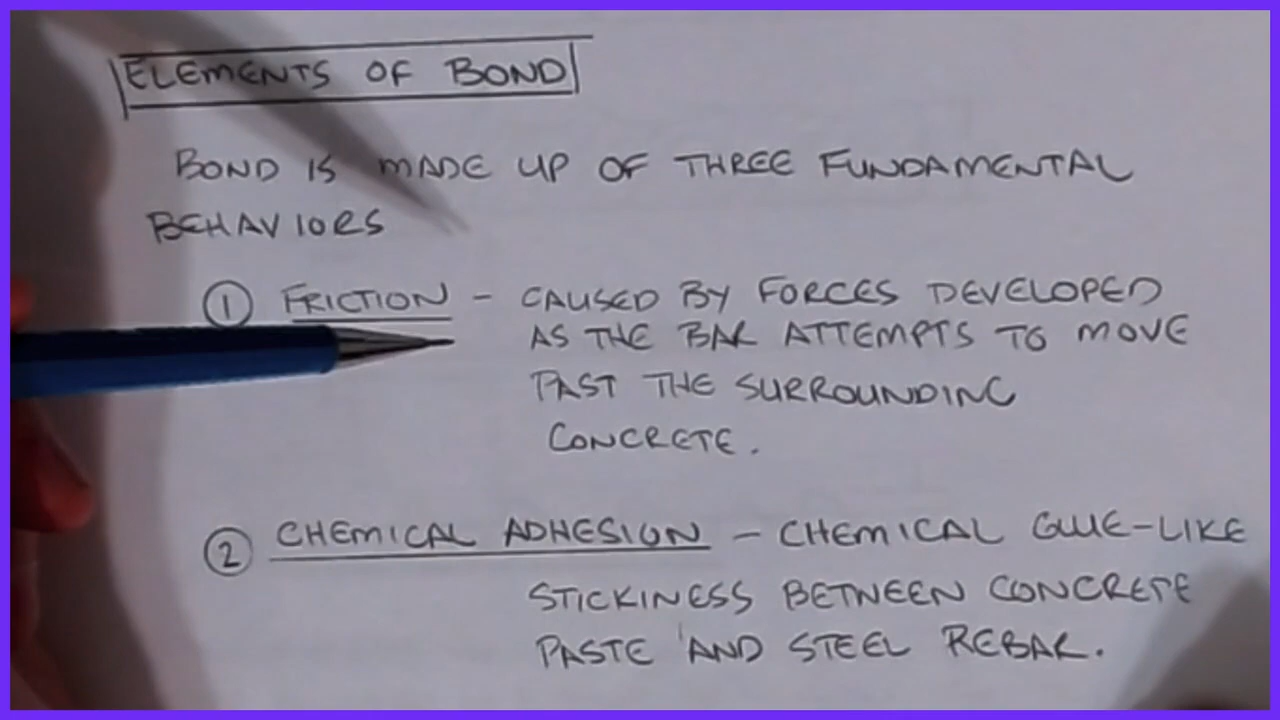 ELEMENTS OF BOND
BOND IS MADE UP OF THREE FUNDAMENTAL
BEHAVIORS
1 FRICTION - CAUSED BY FORCES DEVELOPED
AS THE BAR ATTEMPTS TO MOVE
PAST THE SURROUNDING
CONCRETE.
2 CHEMICAL ADHESION - CHEMICAL GLUE-LIKE
STICKINESS BETWEEN CONCRETE
PASTE AND STEEL REBAR.